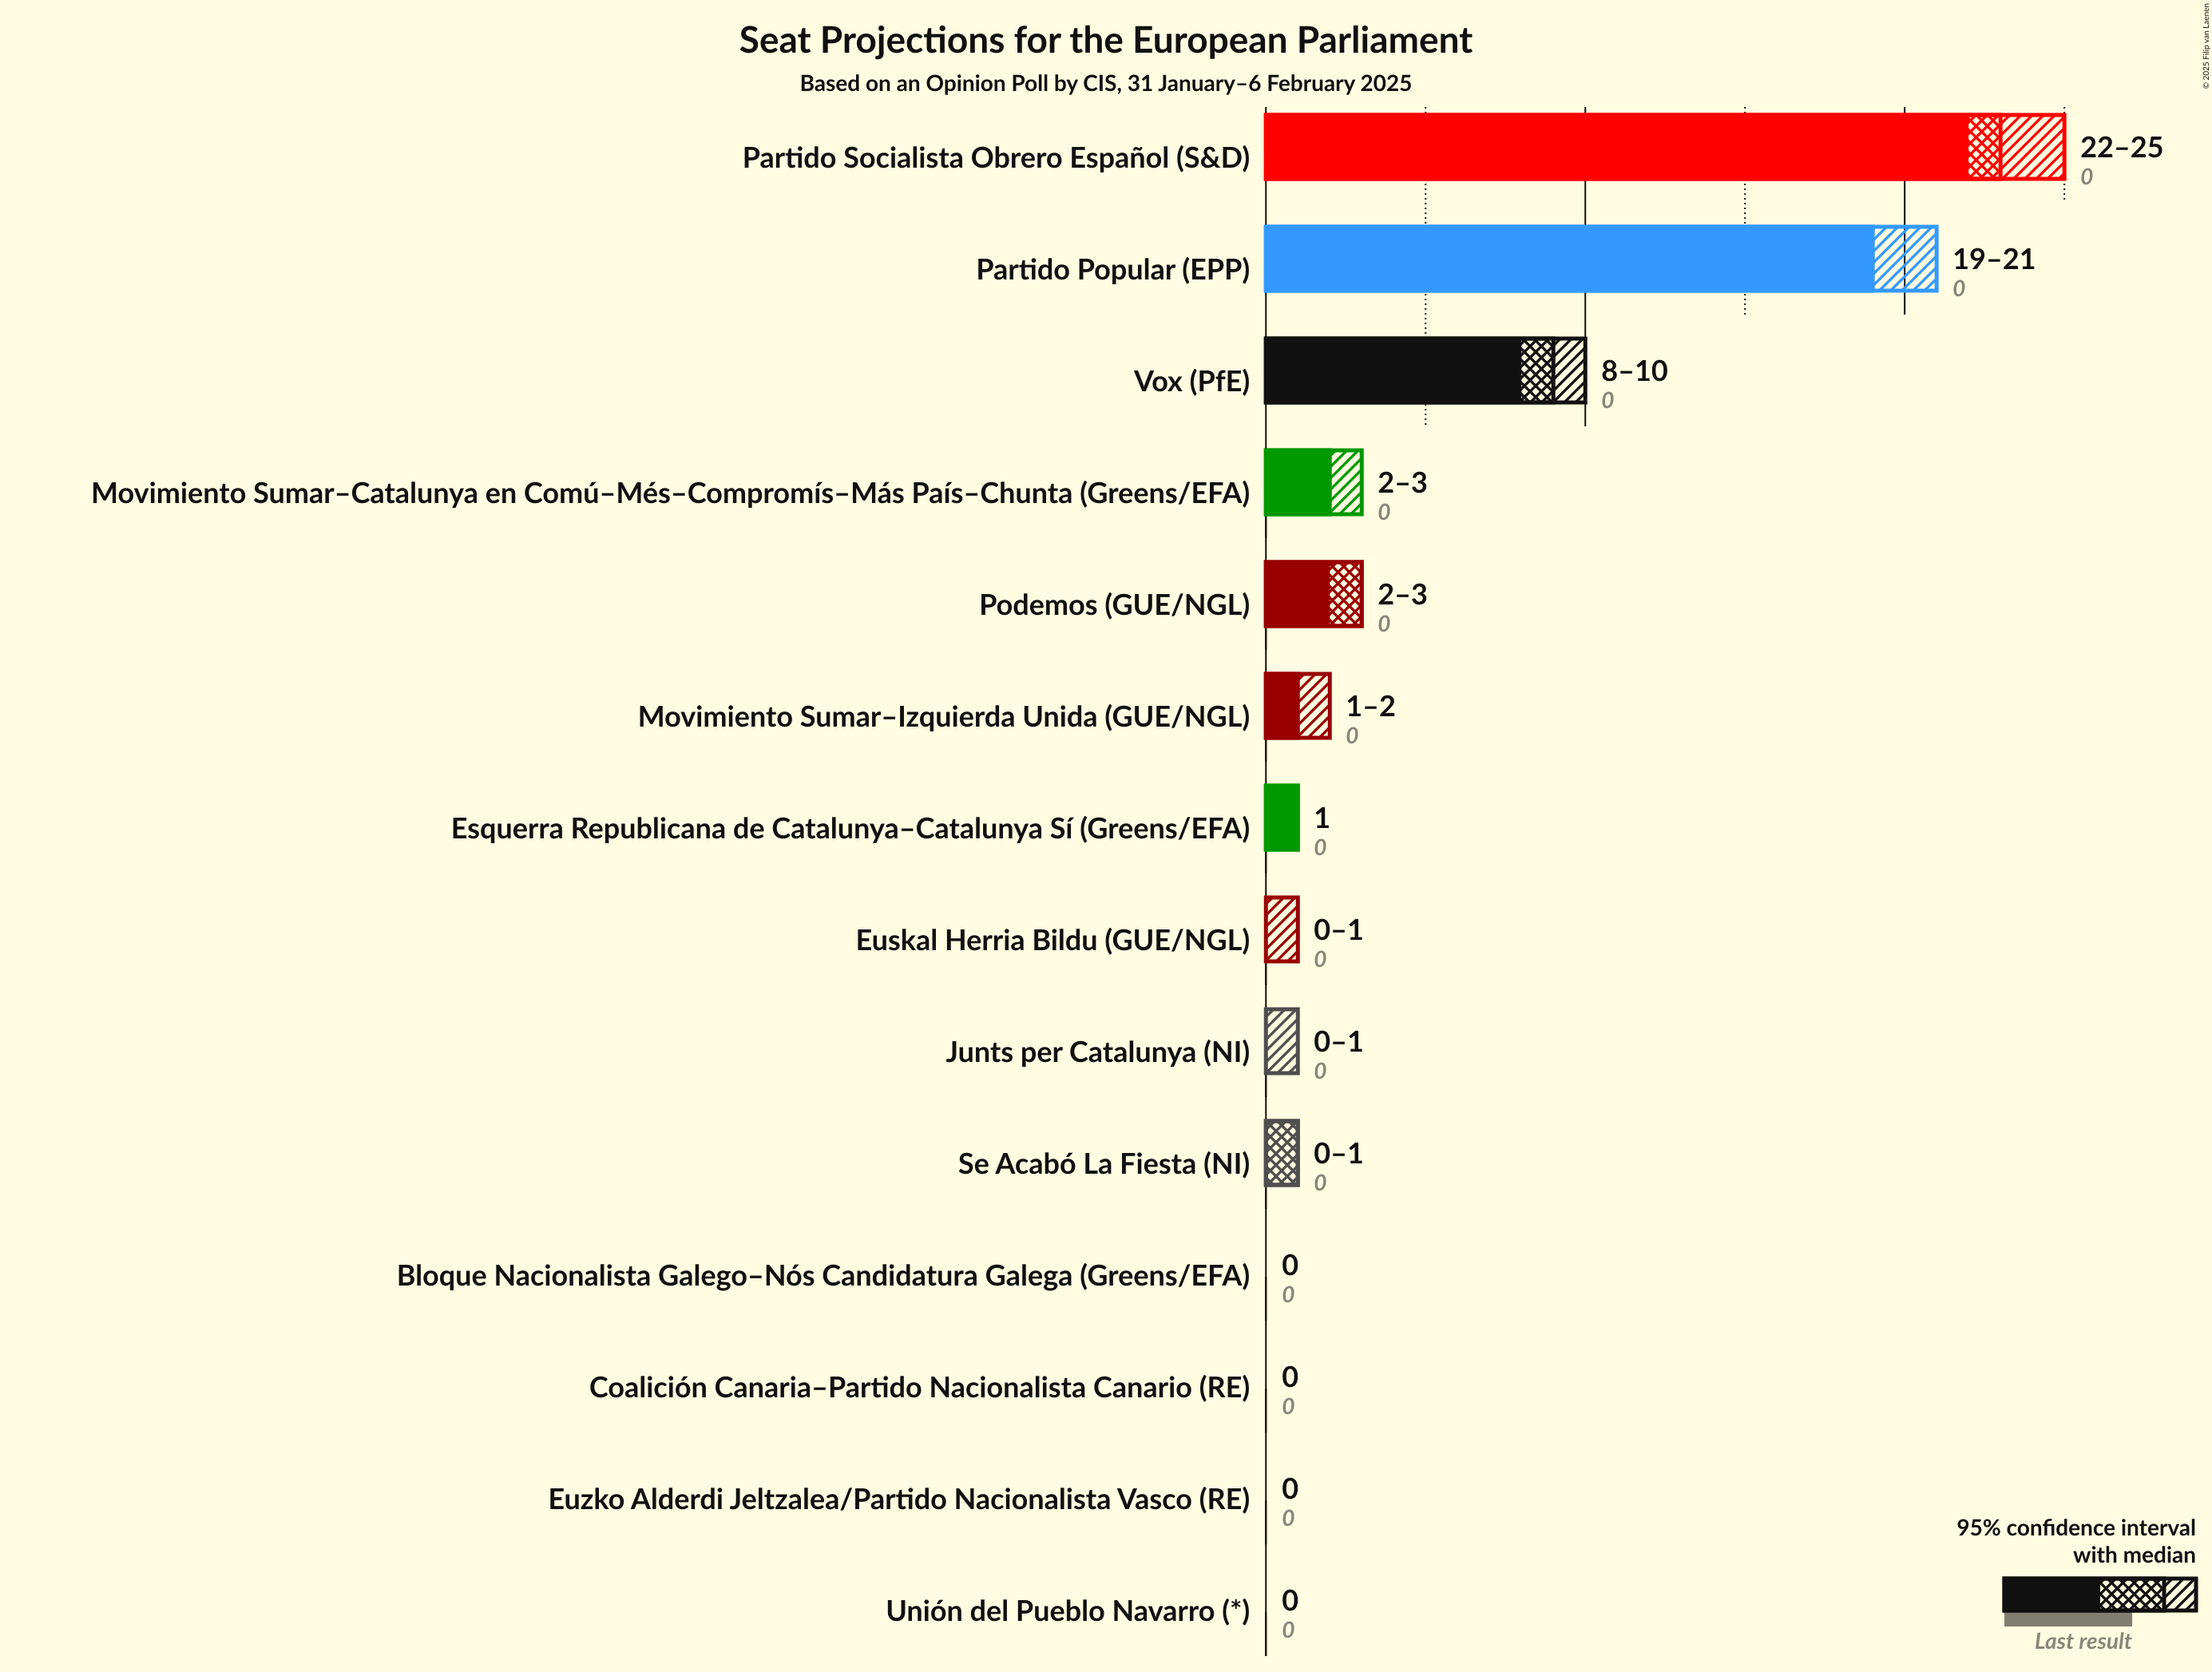 Seat Projections for the European Parliament
Based on an Opinion Poll by CIS, 31 January–6 February 2025
© 2025 Filip van Laenen
Partido Socialista Obrero Español (S&D)
22–25
0
Partido Popular (EPP)
19–21
0
Vox (PfE)
8–10
0
Movimiento Sumar–Catalunya en Comú–Més–Compromís–Más País–Chunta (Greens/EFA)
2–3
0
Podemos (GUE/NGL)
2–3
0
Movimiento Sumar–Izquierda Unida (GUE/NGL)
1–2
0
Esquerra Republicana de Catalunya–Catalunya Sí (Greens/EFA)
1
0
Euskal Herria Bildu (GUE/NGL)
0–1
0
Junts per Catalunya (NI)
0–1
0
Se Acabó La Fiesta (NI)
0–1
0
Bloque Nacionalista Galego–Nós Candidatura Galega (Greens/EFA)
0
0
Coalición Canaria–Partido Nacionalista Canario (RE)
0
0
Euzko Alderdi Jeltzalea/Partido Nacionalista Vasco (RE)
0
0
Unión del Pueblo Navarro (*)
0
0
95% confidence interval
with median
Last result